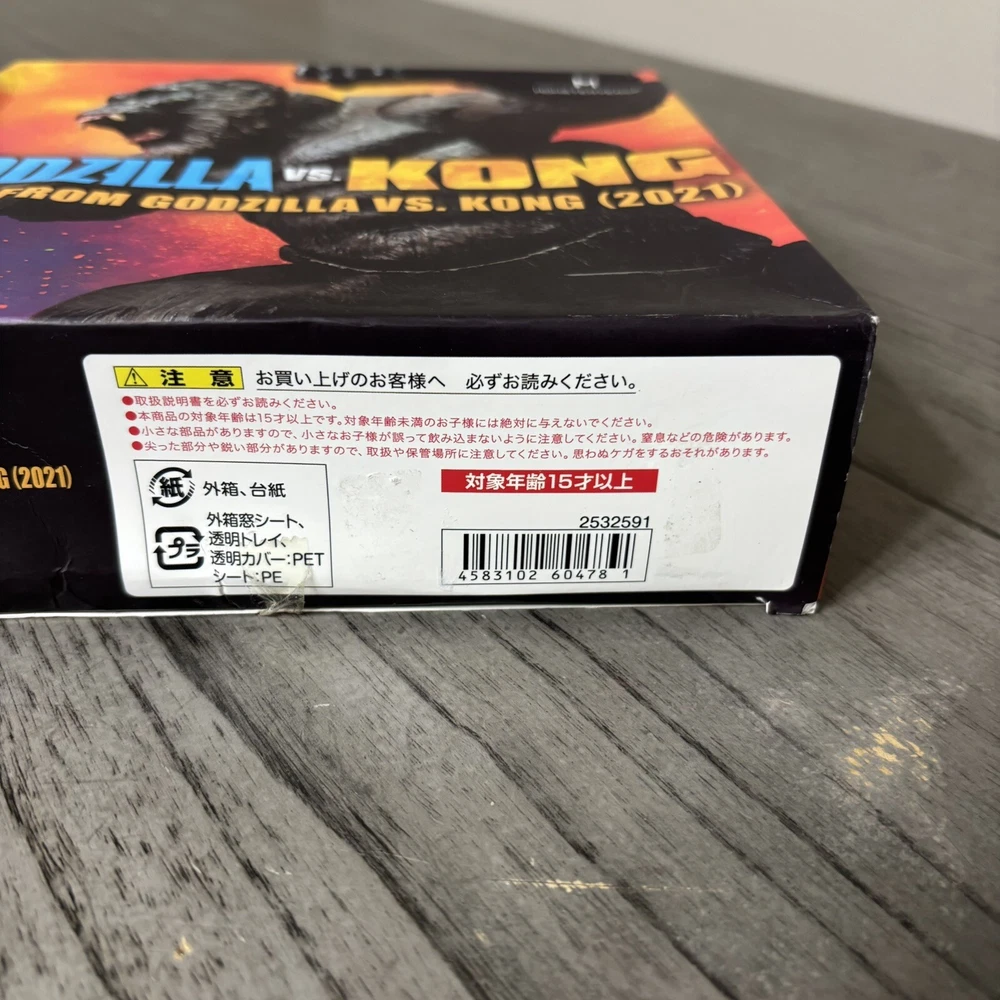 ODZILLA VS. KONG
FROM GODZILLA VS. KONG (2021)
G (2021)
注 意 お買い上げのお客様へ 必ずお読みください。
●取扱説明書を必ずお読みください。
●本商品の対象年齢は15才以上です。対象年齢未満のお子様には絶対に与えないでください。
●小さな部品がありますので、小さなお子様が誤って飲み込まないように注意してください。窒息などの危険があります。
●尖った部分や鋭い部分がありますので、取扱や保管場所に注意してください。思わぬケガをするおそれがあります。
紙 外箱、台紙
プラ 外箱窓シート、
透明トレイ、
透明カバー:PET
シート:PE
対象年齢15才以上
2532591
4583102 604781